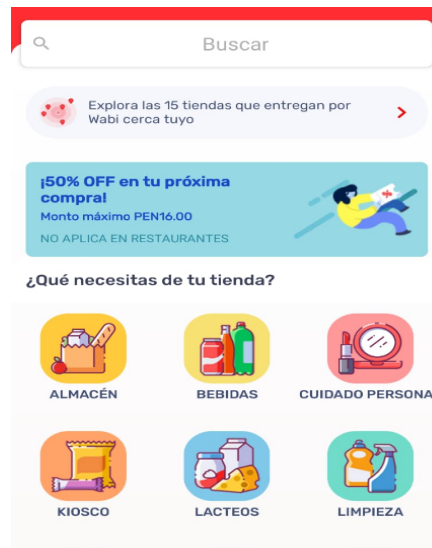 Buscar
Explora las 15 tiendas que entregan por
Wabi cerca tuyo
¡50% OFF en tu próxima
compra!
Monto máximo PEN16.00
NO APLICA EN RESTAURANTES
¿Qué necesitas de tu tienda?
ALMACÉN BEBIDAS CUIDADO PERSONA
KIOSCO LACTEOS LIMPIEZA